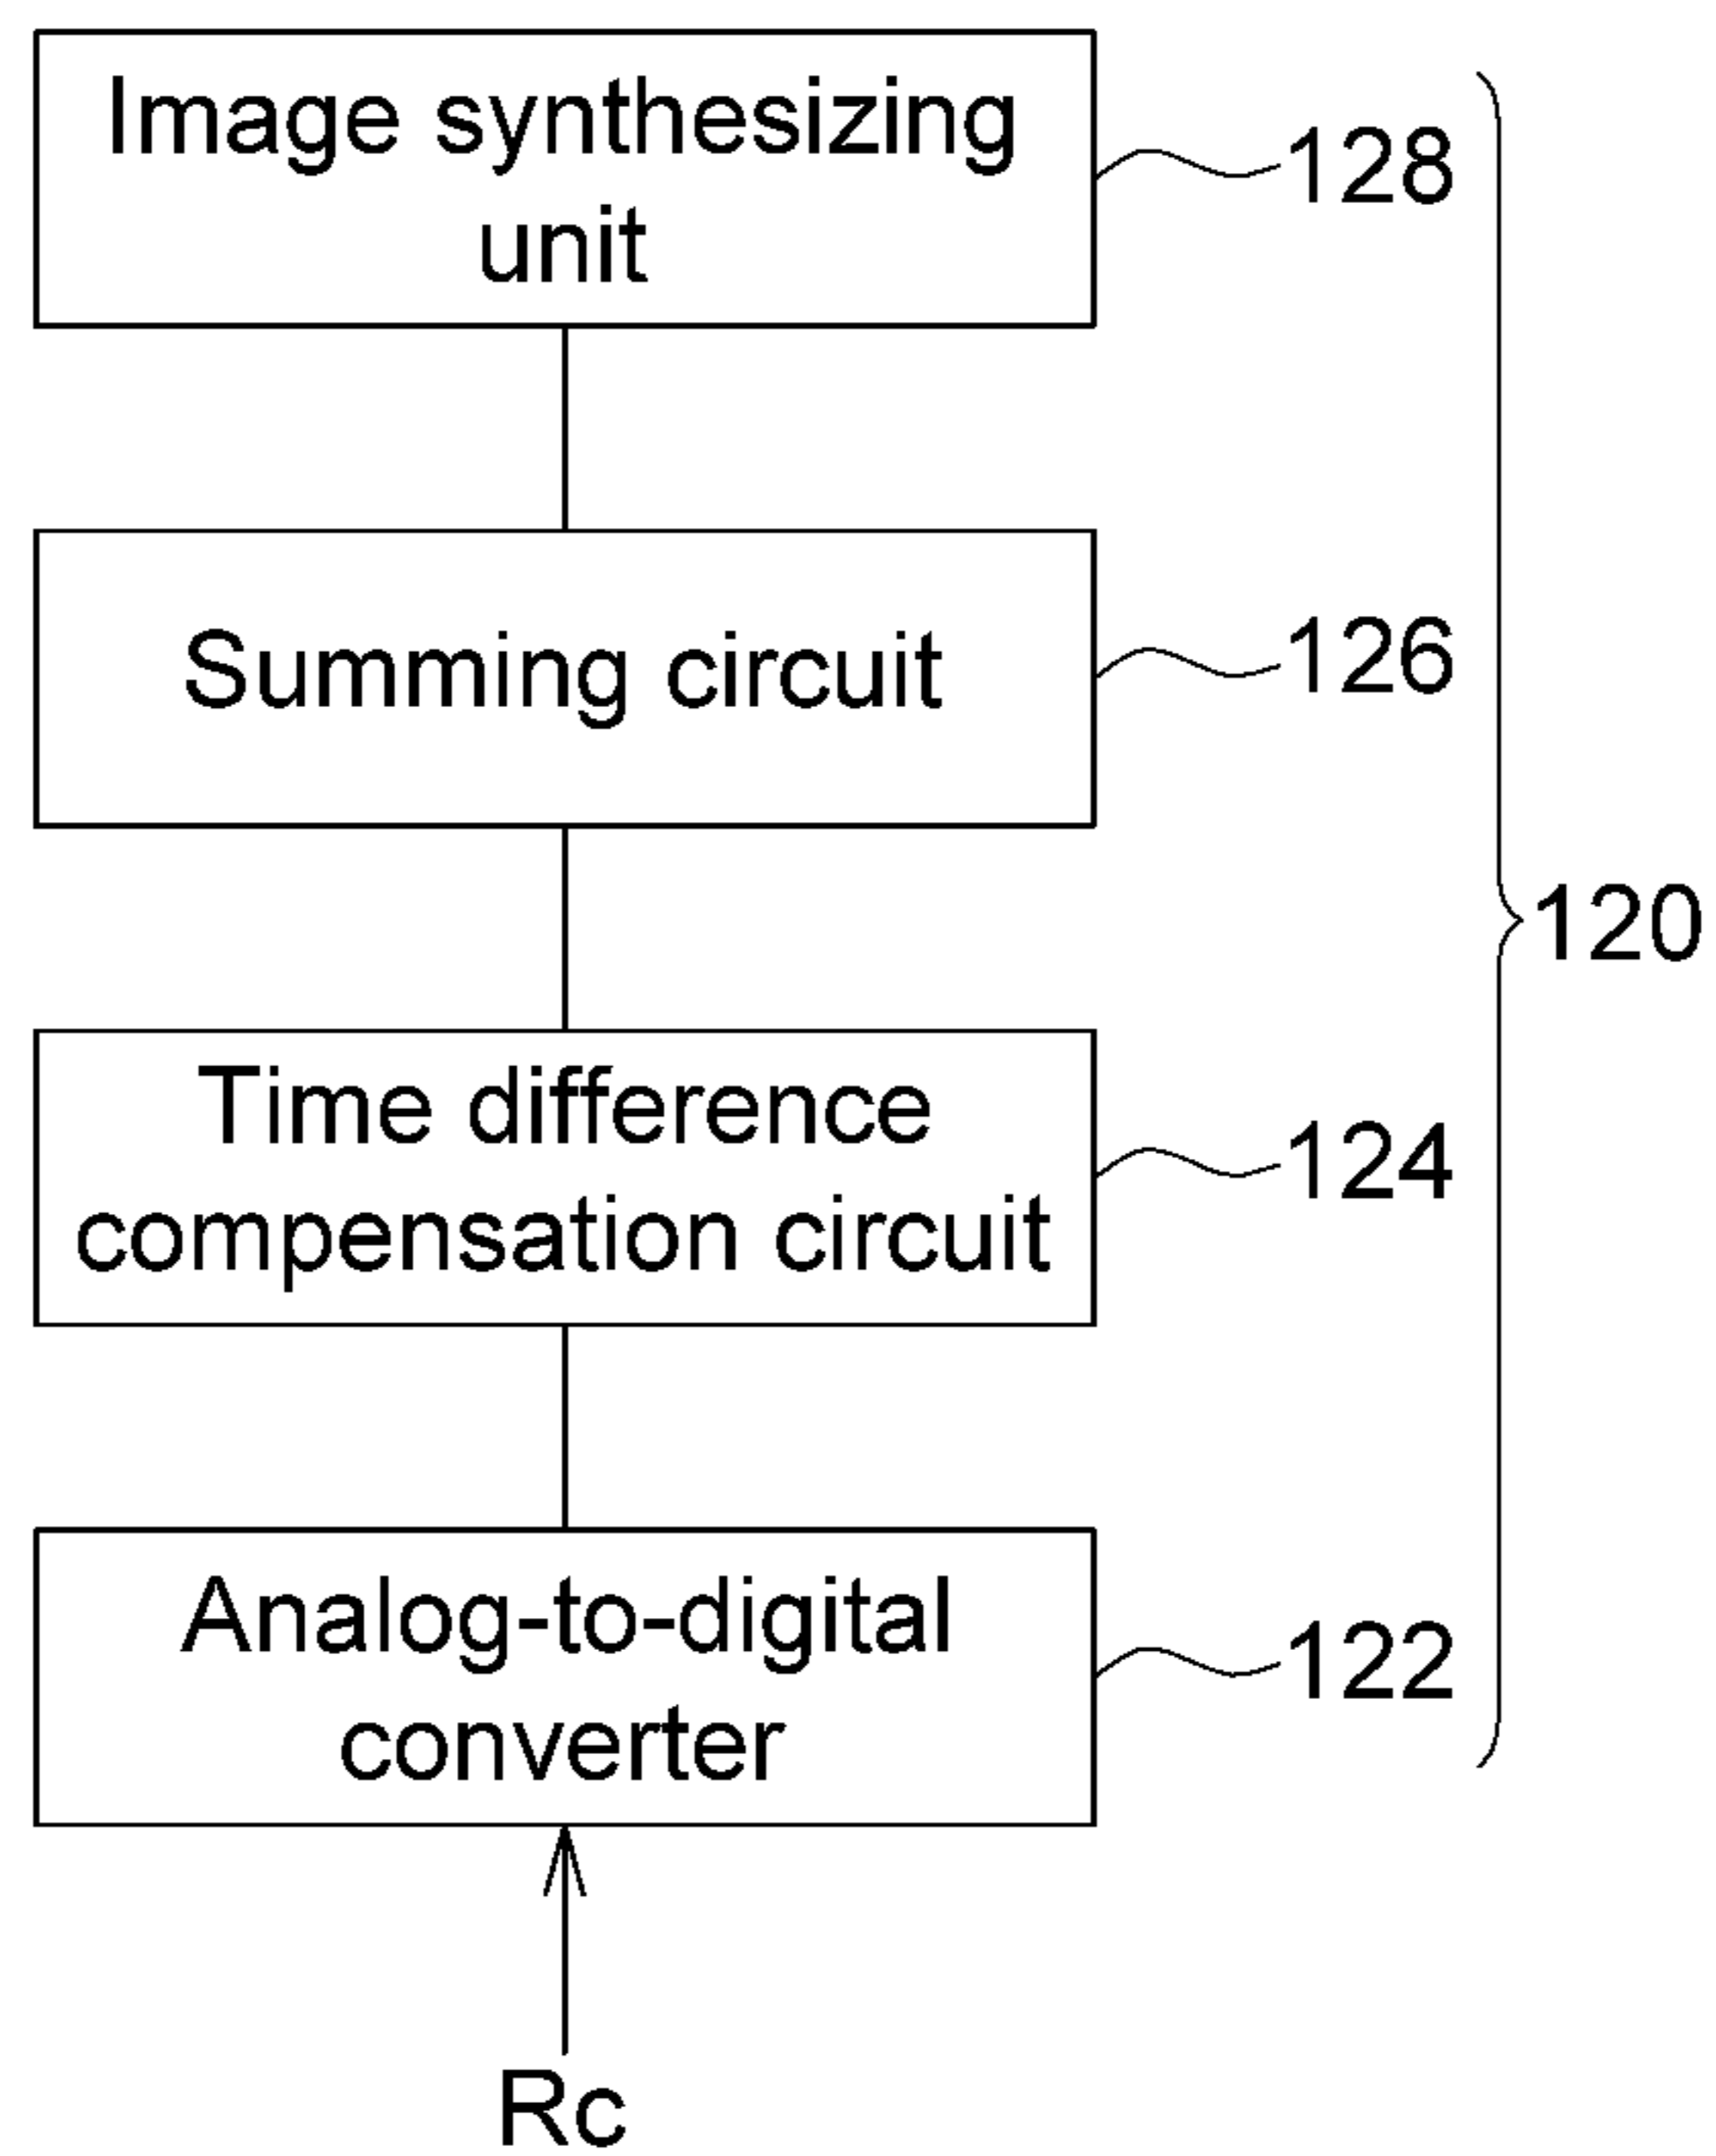 Image synthesizing
unit
128
Summing circuit
126
120
Time difference
compensation circuit
124
Analog-to-digital
converter
122
Rc